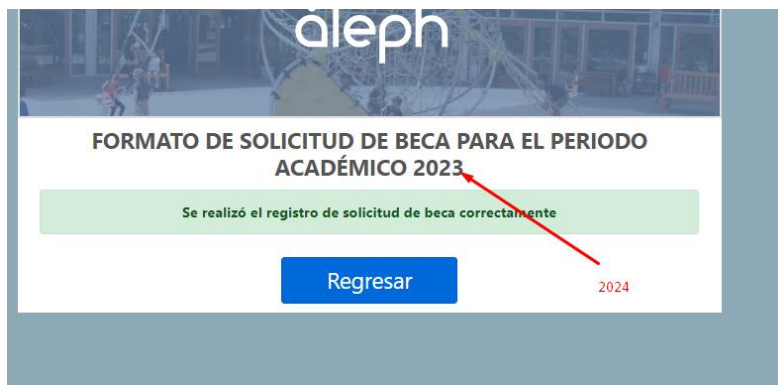 áleph
FORMATO DE SOLICITUD DE BECA PARA EL PERIODO
ACADÉMICO 2023
Se realizó el registro de solicitud de beca correctamente
Regresar
2024